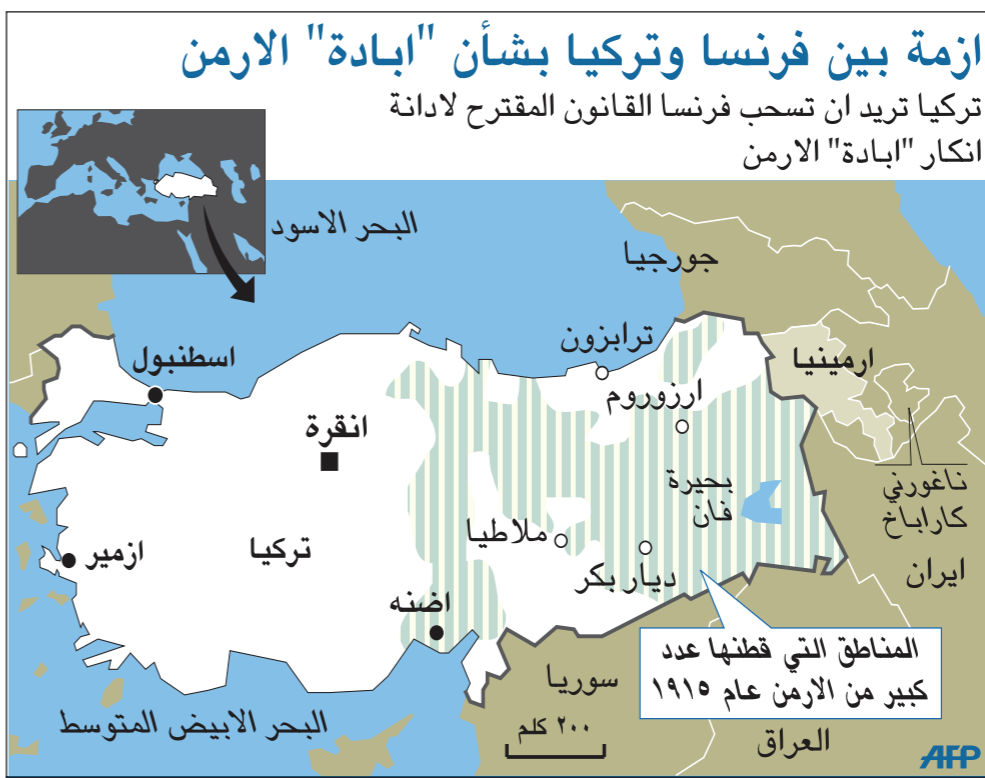 ازمة بين فرنسا وتركيا بشأن "ابادة" الارمن
تركيا تريد ان تسحب فرنسا القانون المقترح لادانة
انكار "ابادة" الارمن
البحر الاسود
جورجيا
ترابزون
اسطنبول
ارمينيا
ارزوروم
انقرة
بحيرة
فان
ناغورني
كاراباخ
ملاطيا
ازمير
تركيا
ديار بكر
ايران
اضنه
المناطق التي قطنها عدد
كبير من الارمن عام ١٩١٥
سوريا
البحر الابيض المتوسط
٢٠٠ كلم
العراق
AFP